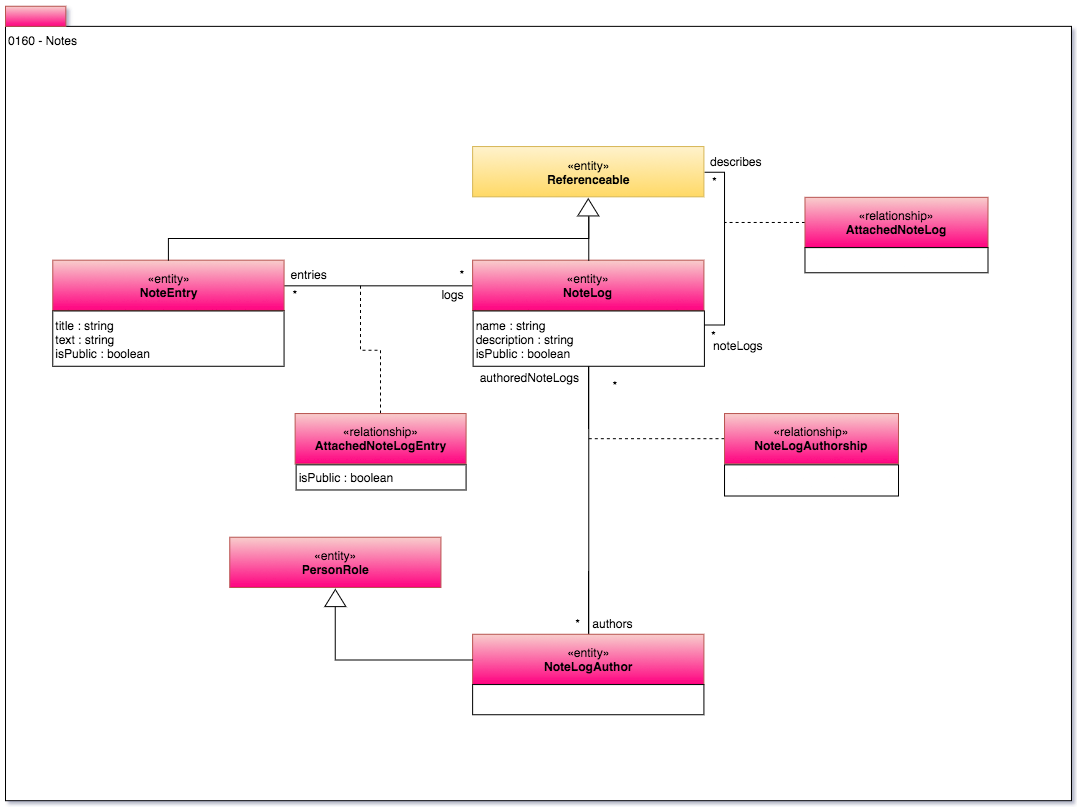 0160 - Notes
«entity»
Referenceable
describes
*
«relationship»
AttachedNoteLog
«entity»
NoteEntry
title : string
text : string
isPublic : boolean
entries
*
*
logs
«entity»
NoteLog
name : string
description : string
isPublic : boolean
*
noteLogs
authoredNoteLogs
*
«relationship»
AttachedNoteLogEntry
isPublic : boolean
«relationship»
NoteLogAuthorship
«entity»
PersonRole
*
authors
«entity»
NoteLogAuthor